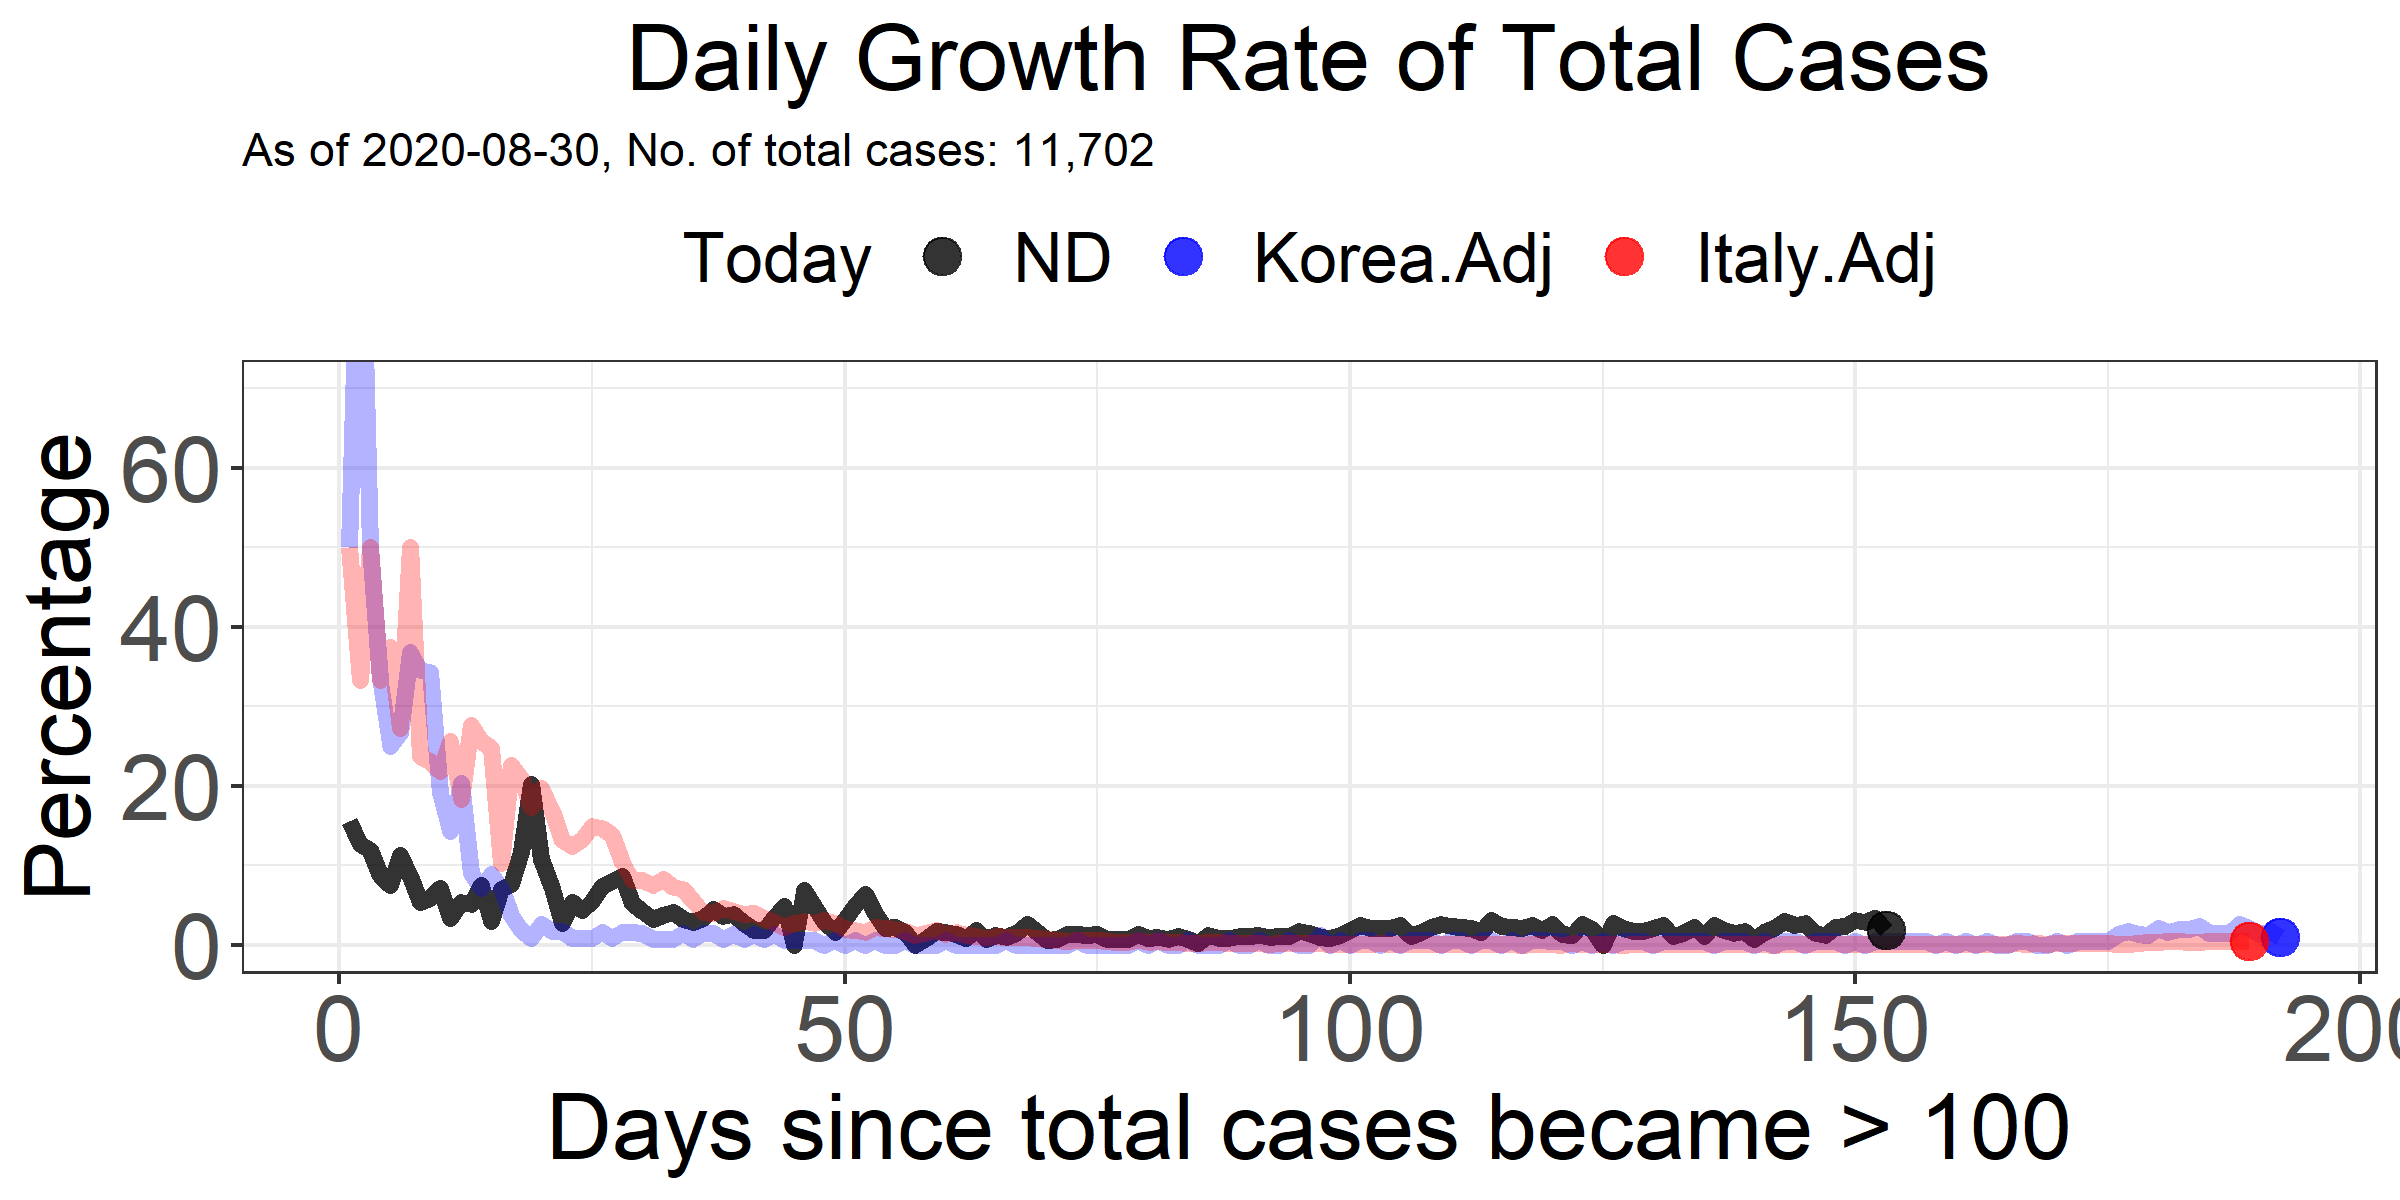 Daily Growth Rate of Total Cases
As of 2020-08-30, No. of total cases: 11,702
Today ND Korea.Adj Italy.Adj
Percentage
60
40
20
0
0 50 100 150 200
Days since total cases became > 100